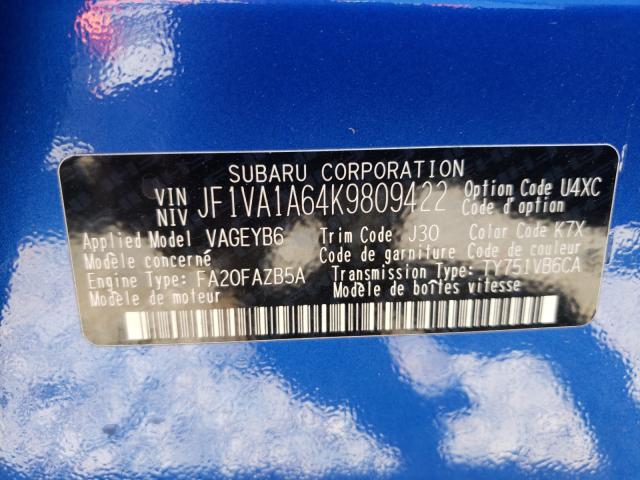 SUBARU CORPORATION
VIN NIV JF1VA1A64K9809422 Option Code U4XC
Code d'option
Applied Model VAGEYB6 Trim Code J30 Color Code K7X
Modèle concerné Code de garniture Code de couleur
Engine Type FA20FAZB5A Transmission Type TY751VB6CA
Modèle de moteur Modèle de boîtes vitesse